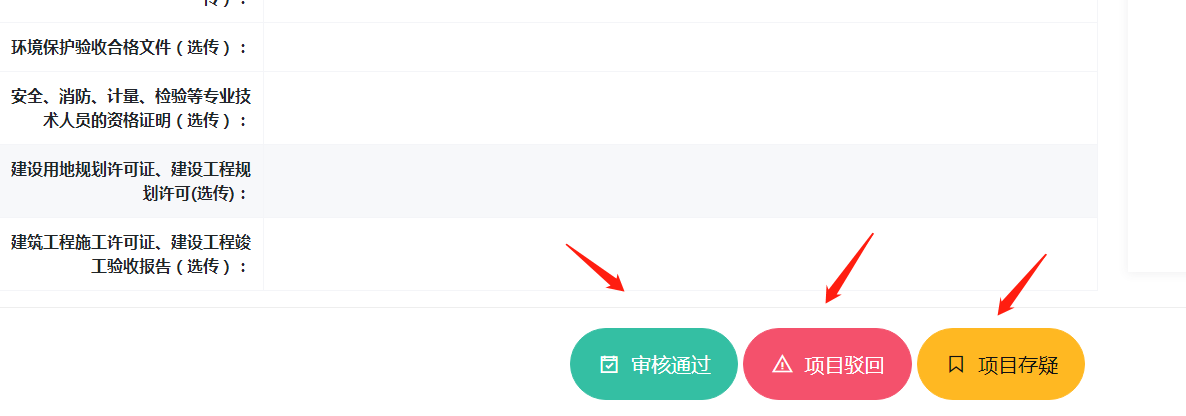 传）：
环境保护验收合格文件（选传）：
安全、消防、计量、检验等专业技
术人员的资格证明（选传）：
建设用地规划许可证、建设工程规
划许可(选传)：
建筑工程施工许可证、建设工程竣
工验收报告（选传）：
审核通过
项目驳回
项目存疑